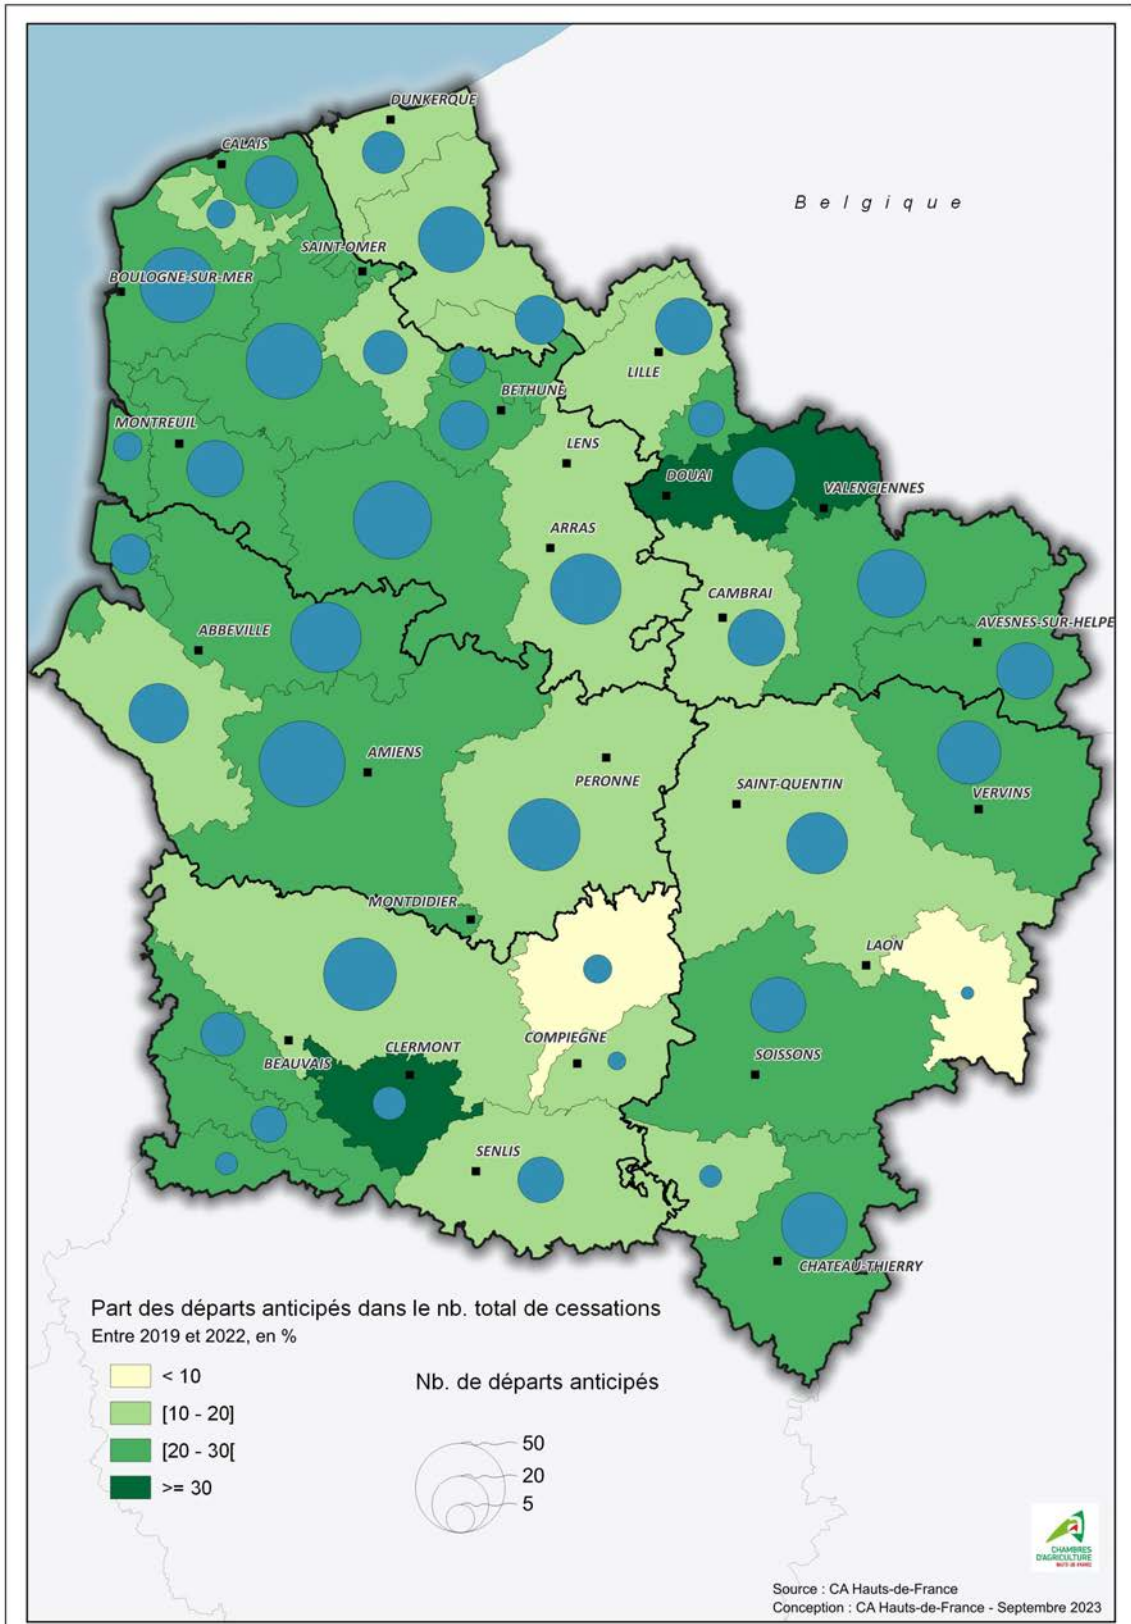 DUNKERQUE
CALAIS
Belgique
SAINT-OMER
BOULOGNE-SUR-MER
LILLE
BETHUNE
MONTREUIL
LENS
DOUAI
VALENCIENNES
ARRAS
CAMBRAI
AVESNES-SUR-HELPE
ABBEVILLE
AMIENS
PERONNE
SAINT-QUENTIN
VERVINS
MONTDIDIER
LAON
COMPIEGNE
SOISSONS
BEAUVAIS
CLERMONT
SENLIS
CHATEAU-THIERRY
Part des départs anticipés dans le nb. total de cessations
Entre 2019 et 2022, en %
< 10
[10 - 20]
[20 - 30[
>= 30
Nb. de départs anticipés
50
20
5
CHAMBRES
D'AGRICULTURE
HAUTS-DE-FRANCE
Source : CA Hauts-de-France
Conception : CA Hauts-de-France - Septembre 2023